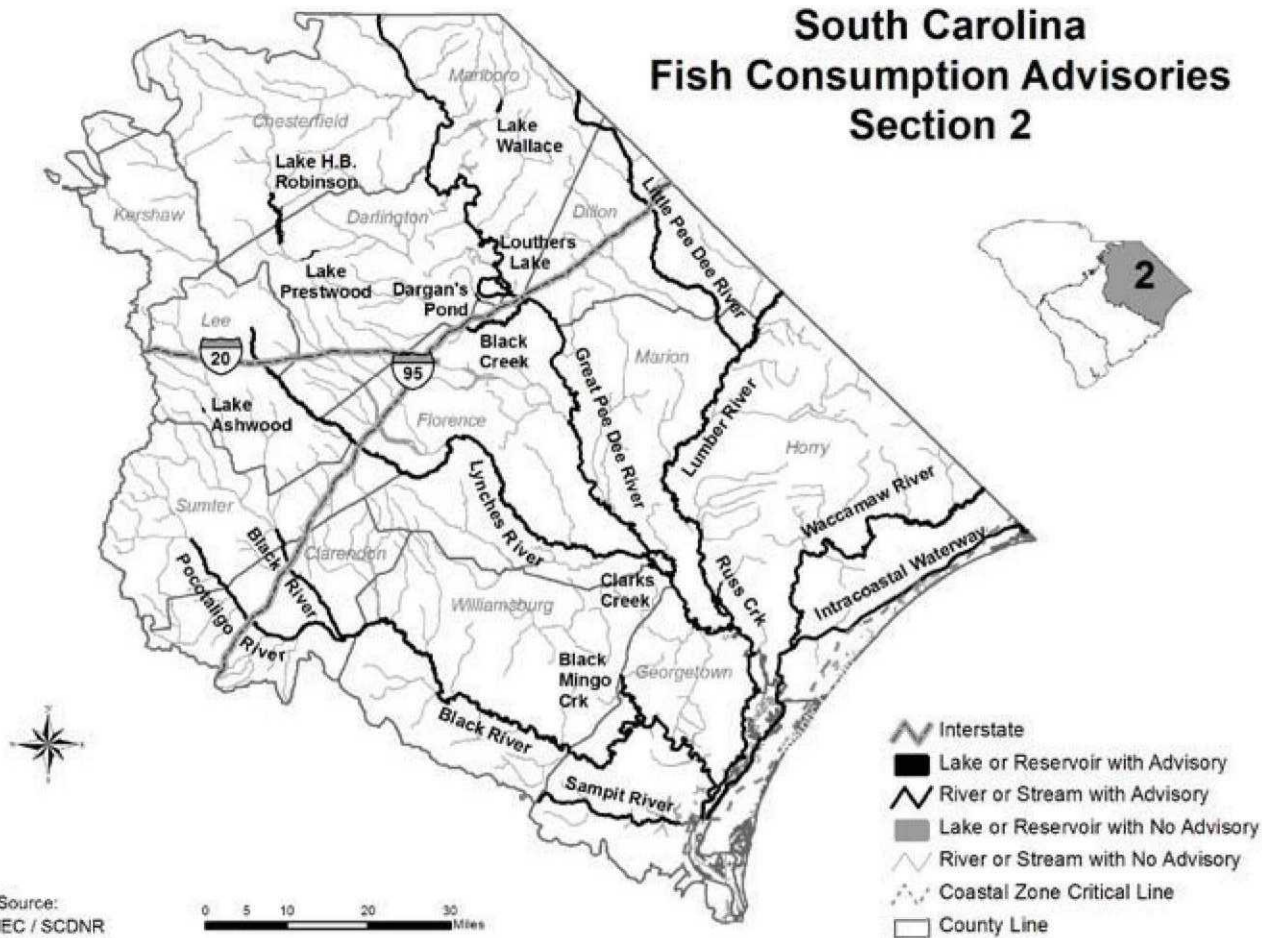 South Carolina
Fish Consumption Advisories
Section 2
Marlboro
Chesterfield
Lake
Wallace
Lake H.B.
Robinson
Kershaw
Darlington
Dillon
Little Pee Dee River
Louthers
Lake
Lake
Prestwood
Dargan's
Pond
2
Lee
20
95
Black
Creek
Great Pee Dee River
Marion
Lumber River
Lake
Ashwood
Florence
Horry
Lynches River
Waccamaw River
Sumter
Black River
Clarendon
Pocotaligo River
Intracoastal Waterway
Russ Crk
Clarks
Creek
Williamsburg
Black
Mingo
Crk
Georgetown
Black River
Sampit River
Interstate
Lake or Reservoir with Advisory
River or Stream with Advisory
Lake or Reservoir with No Advisory
River or Stream with No Advisory
Coastal Zone Critical Line
County Line
Source:
EC / SCDNR
0 5 10 20 30
Miles